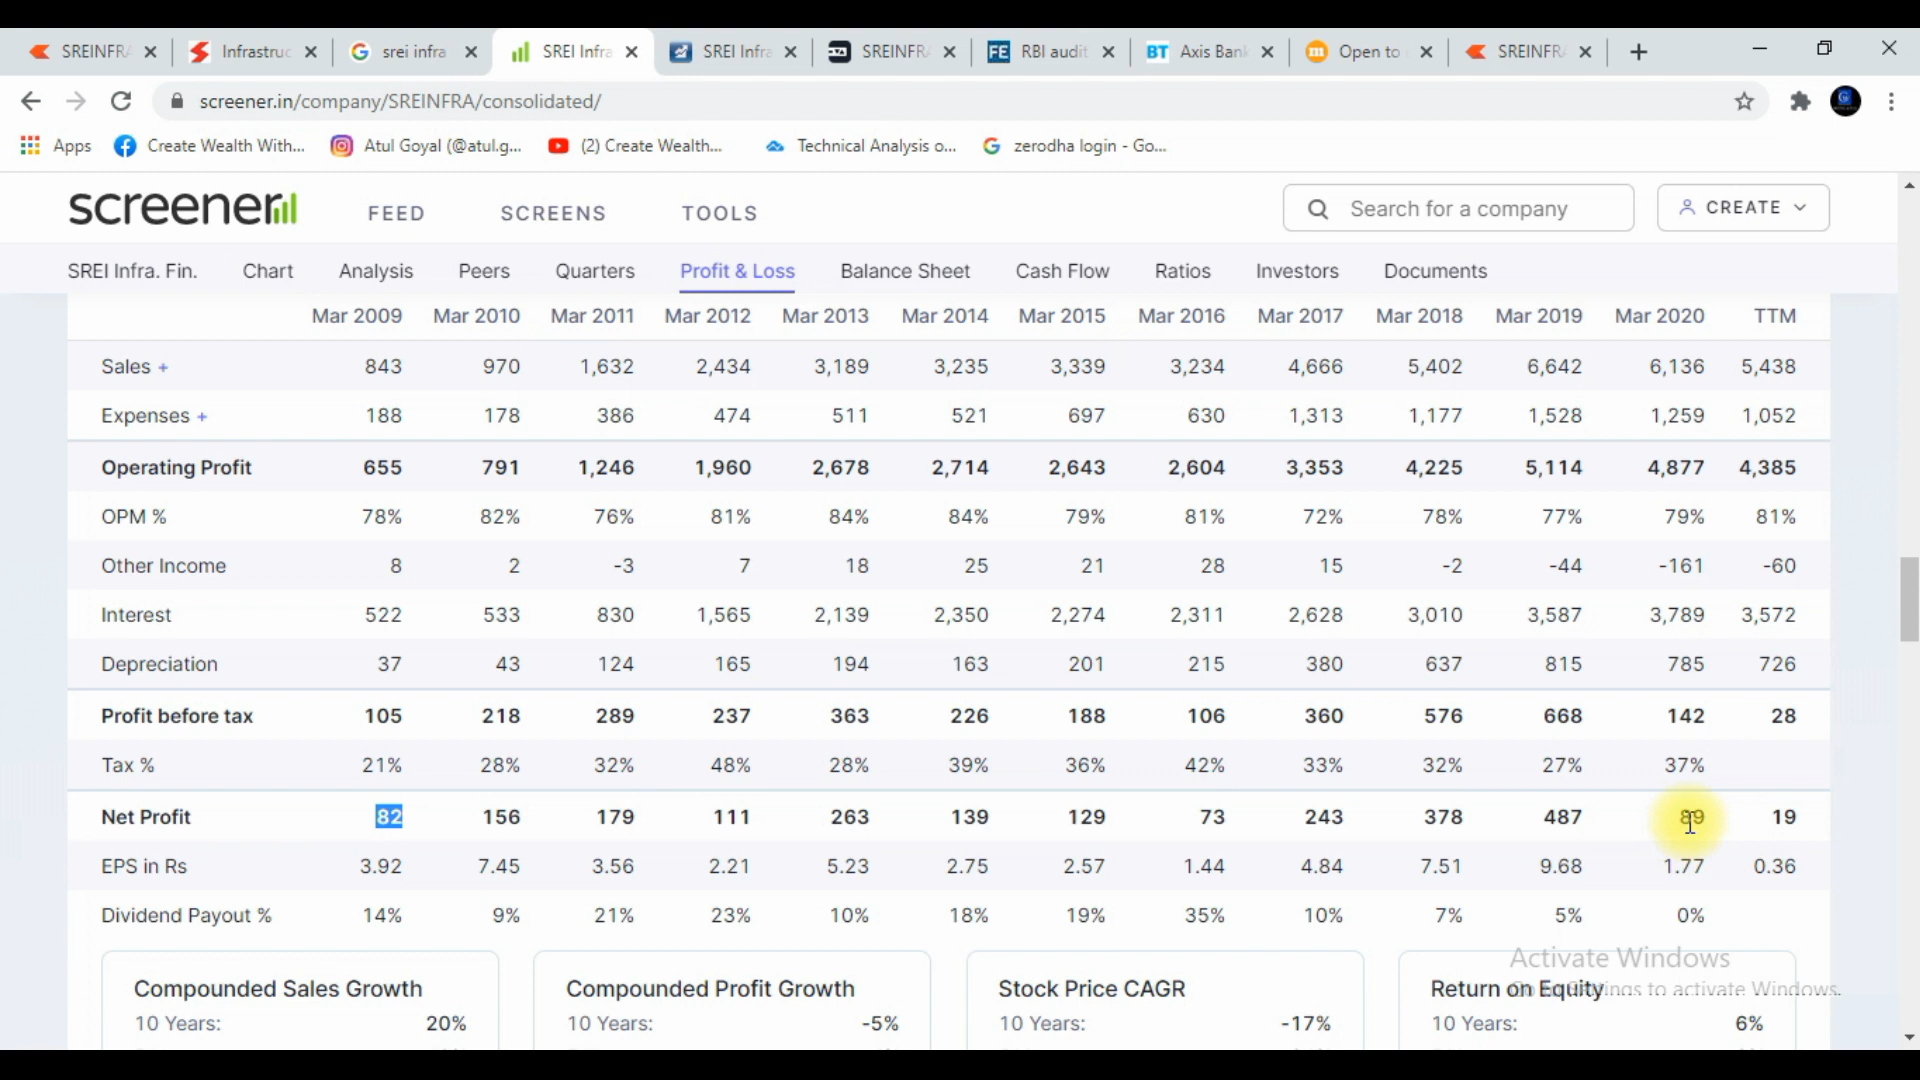 SREINFRA Infrastruc srei infra SREI Infra SREI Infra SREINFRA FE RBI audit BT Axis Bank m Open to SREINFRA
screener.in/company/SREINFRA/consolidated/
Apps Create Wealth With... Atul Goyal (@atul.g... (2) Create Wealth... Technical Analysis o... zerodha login - Go...
screener FEED SCREENS TOOLS Search for a company CREATE
SREI Infra. Fin. Chart Analysis Peers Quarters Profit & Loss Balance Sheet Cash Flow Ratios Investors Documents
Mar 2009 Mar 2010 Mar 2011 Mar 2012 Mar 2013 Mar 2014 Mar 2015 Mar 2016 Mar 2017 Mar 2018 Mar 2019 Mar 2020 TTM
Sales + 843 970 1,632 2,434 3,189 3,235 3,339 3,234 4,666 5,402 6,642 6,136 5,438
Expenses + 188 178 386 474 511 521 697 630 1,313 1,177 1,528 1,259 1,052
Operating Profit 655 791 1,246 1,960 2,678 2,714 2,643 2,604 3,353 4,225 5,114 4,877 4,385
OPM % 78% 82% 76% 81% 84% 84% 79% 81% 72% 78% 77% 79% 81%
Other Income 8 2 -3 7 18 25 21 28 15 -2 -44 -161 -60
Interest 522 533 830 1,565 2,139 2,350 2,274 2,311 2,628 3,010 3,587 3,789 3,572
Depreciation 37 43 124 165 194 163 201 215 380 637 815 785 726
Profit before tax 105 218 289 237 363 226 188 106 360 576 668 142 28
Tax % 21% 28% 32% 48% 28% 39% 36% 42% 33% 32% 27% 37%
Net Profit 82 156 179 111 263 139 129 73 243 378 487 89 19
EPS in Rs 3.92 7.45 3.56 2.21 5.23 2.75 2.57 1.44 4.84 7.51 9.68 1.77 0.36
Dividend Payout % 14% 9% 21% 23% 10% 18% 19% 35% 10% 7% 5% 0%
Activate Windows
Compounded Sales Growth Compounded Profit Growth Stock Price CAGR Return on Equity
Go to Settings to activate Windows.
10 Years: 20% 10 Years: -5% 10 Years: -17% 10 Years: 6%